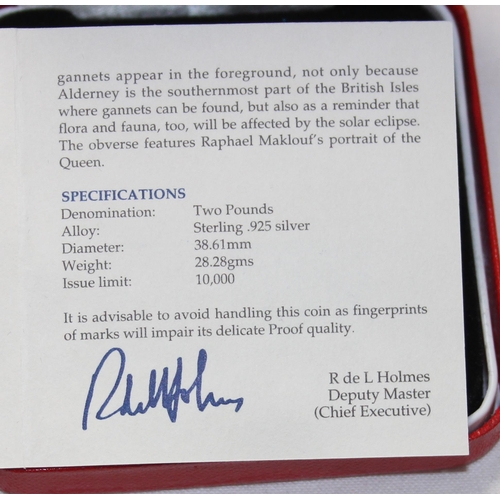 gannets appear in the foreground, not only because
Alderney is the southernmost part of the British Isles
where gannets can be found, but also as a reminder that
flora and fauna, too, will be affected by the solar eclipse.
The obverse features Raphael Maklouf's portrait of the
Queen.
SPECIFICATIONS
Denomination: Two Pounds
Alloy: Sterling .925 silver
Diameter: 38.61mm
Weight: 28.28gms
Issue limit: 10,000
It is advisable to avoid handling this coin as fingerprints
of marks will impair its delicate Proof quality.
RdeLHolmes
R de L Holmes
Deputy Master
(Chief Executive)